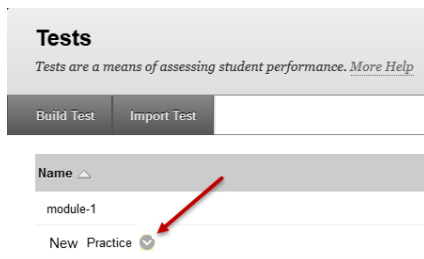 Tests
Tests are a means of assessing student performance. More Help
Build Test Import Test
Name
module-1
New Practice